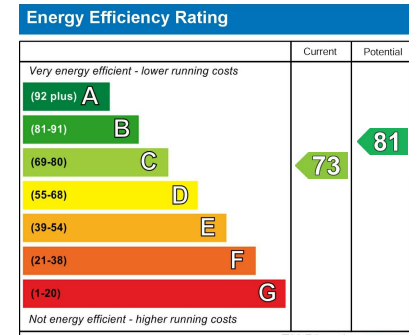 Energy Efficiency Rating
Current Potential
Very energy efficient - lower running costs
(92 plus) A
(81-91) B
81
(69-80) C
73
(55-68) D
(39-54) E
(21-38) F
(1-20) G
Not energy efficient - higher running costs